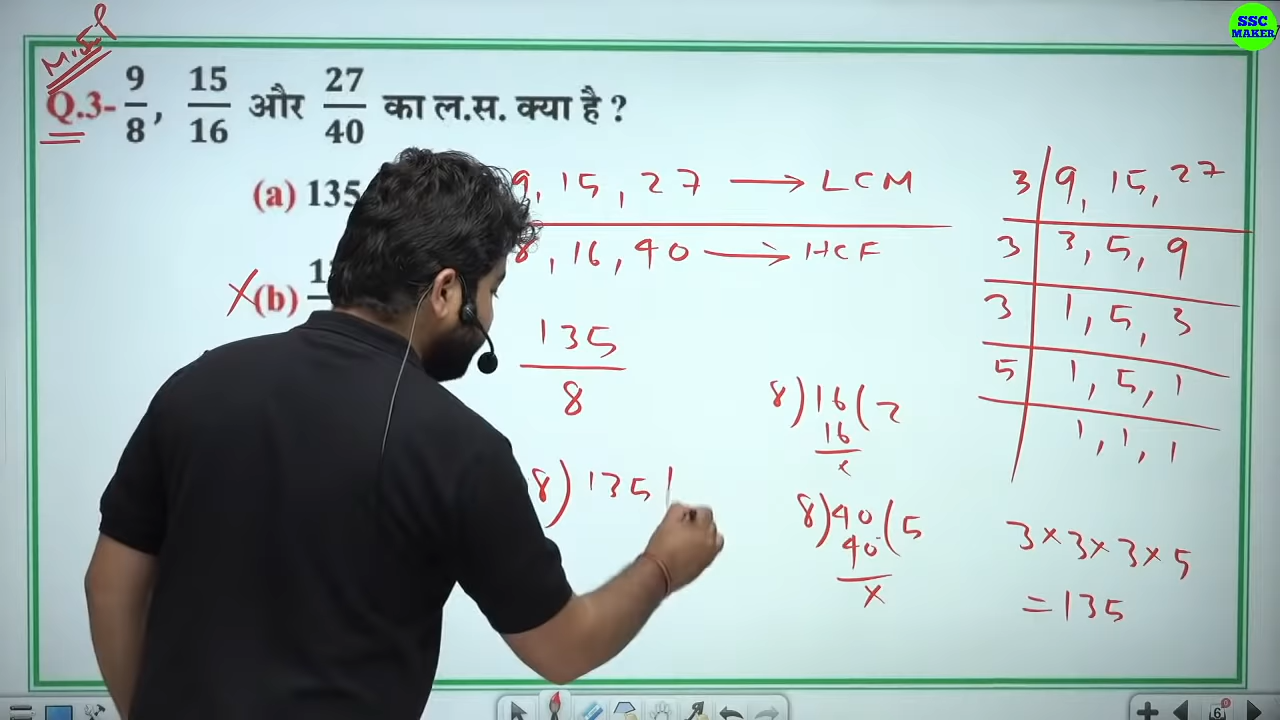 SSC
MAKER
Q.3- 9/8, 15/16 और 27/40 का ल.स. क्या है ?
(a) 135
(b)
9, 15, 27 → LCM
8, 16, 40 → HCF
135
8
8) 135 (
8) 16 ( 2
16
x
8) 40 ( 5
40
x
3 | 9, 15, 27
3 | 3, 5, 9
3 | 1, 5, 3
5 | 1, 5, 1
1, 1, 1
3 × 3 × 3 × 5
= 135
6